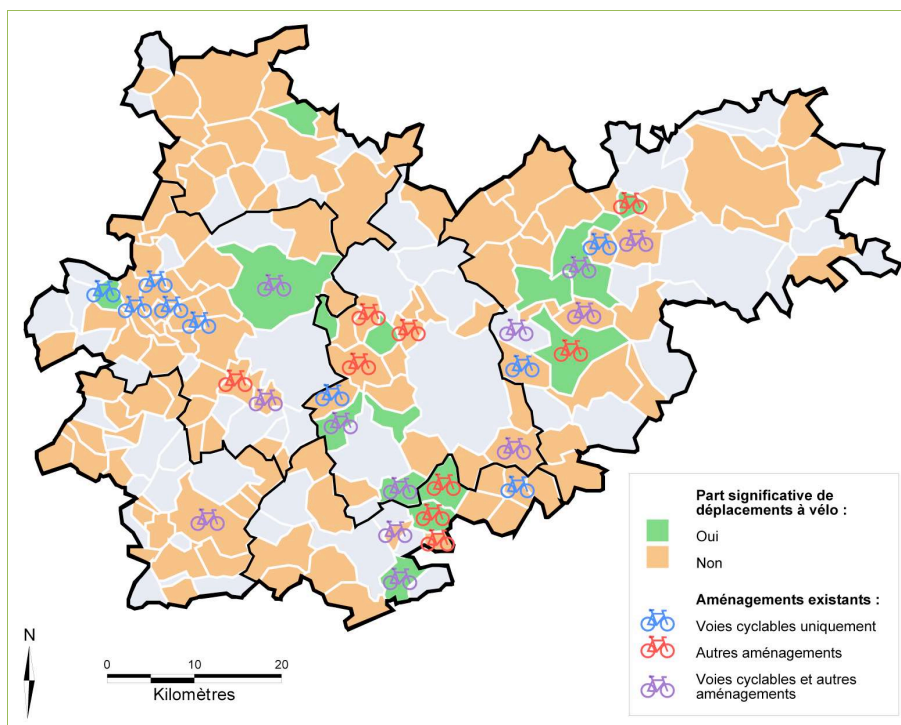 Part significative de
déplacements à vélo :
Oui
Non
Aménagements existants :
Voies cyclables uniquement
Autres aménagements
Voies cyclables et autres
aménagements
N
0 10 20
Kilomètres